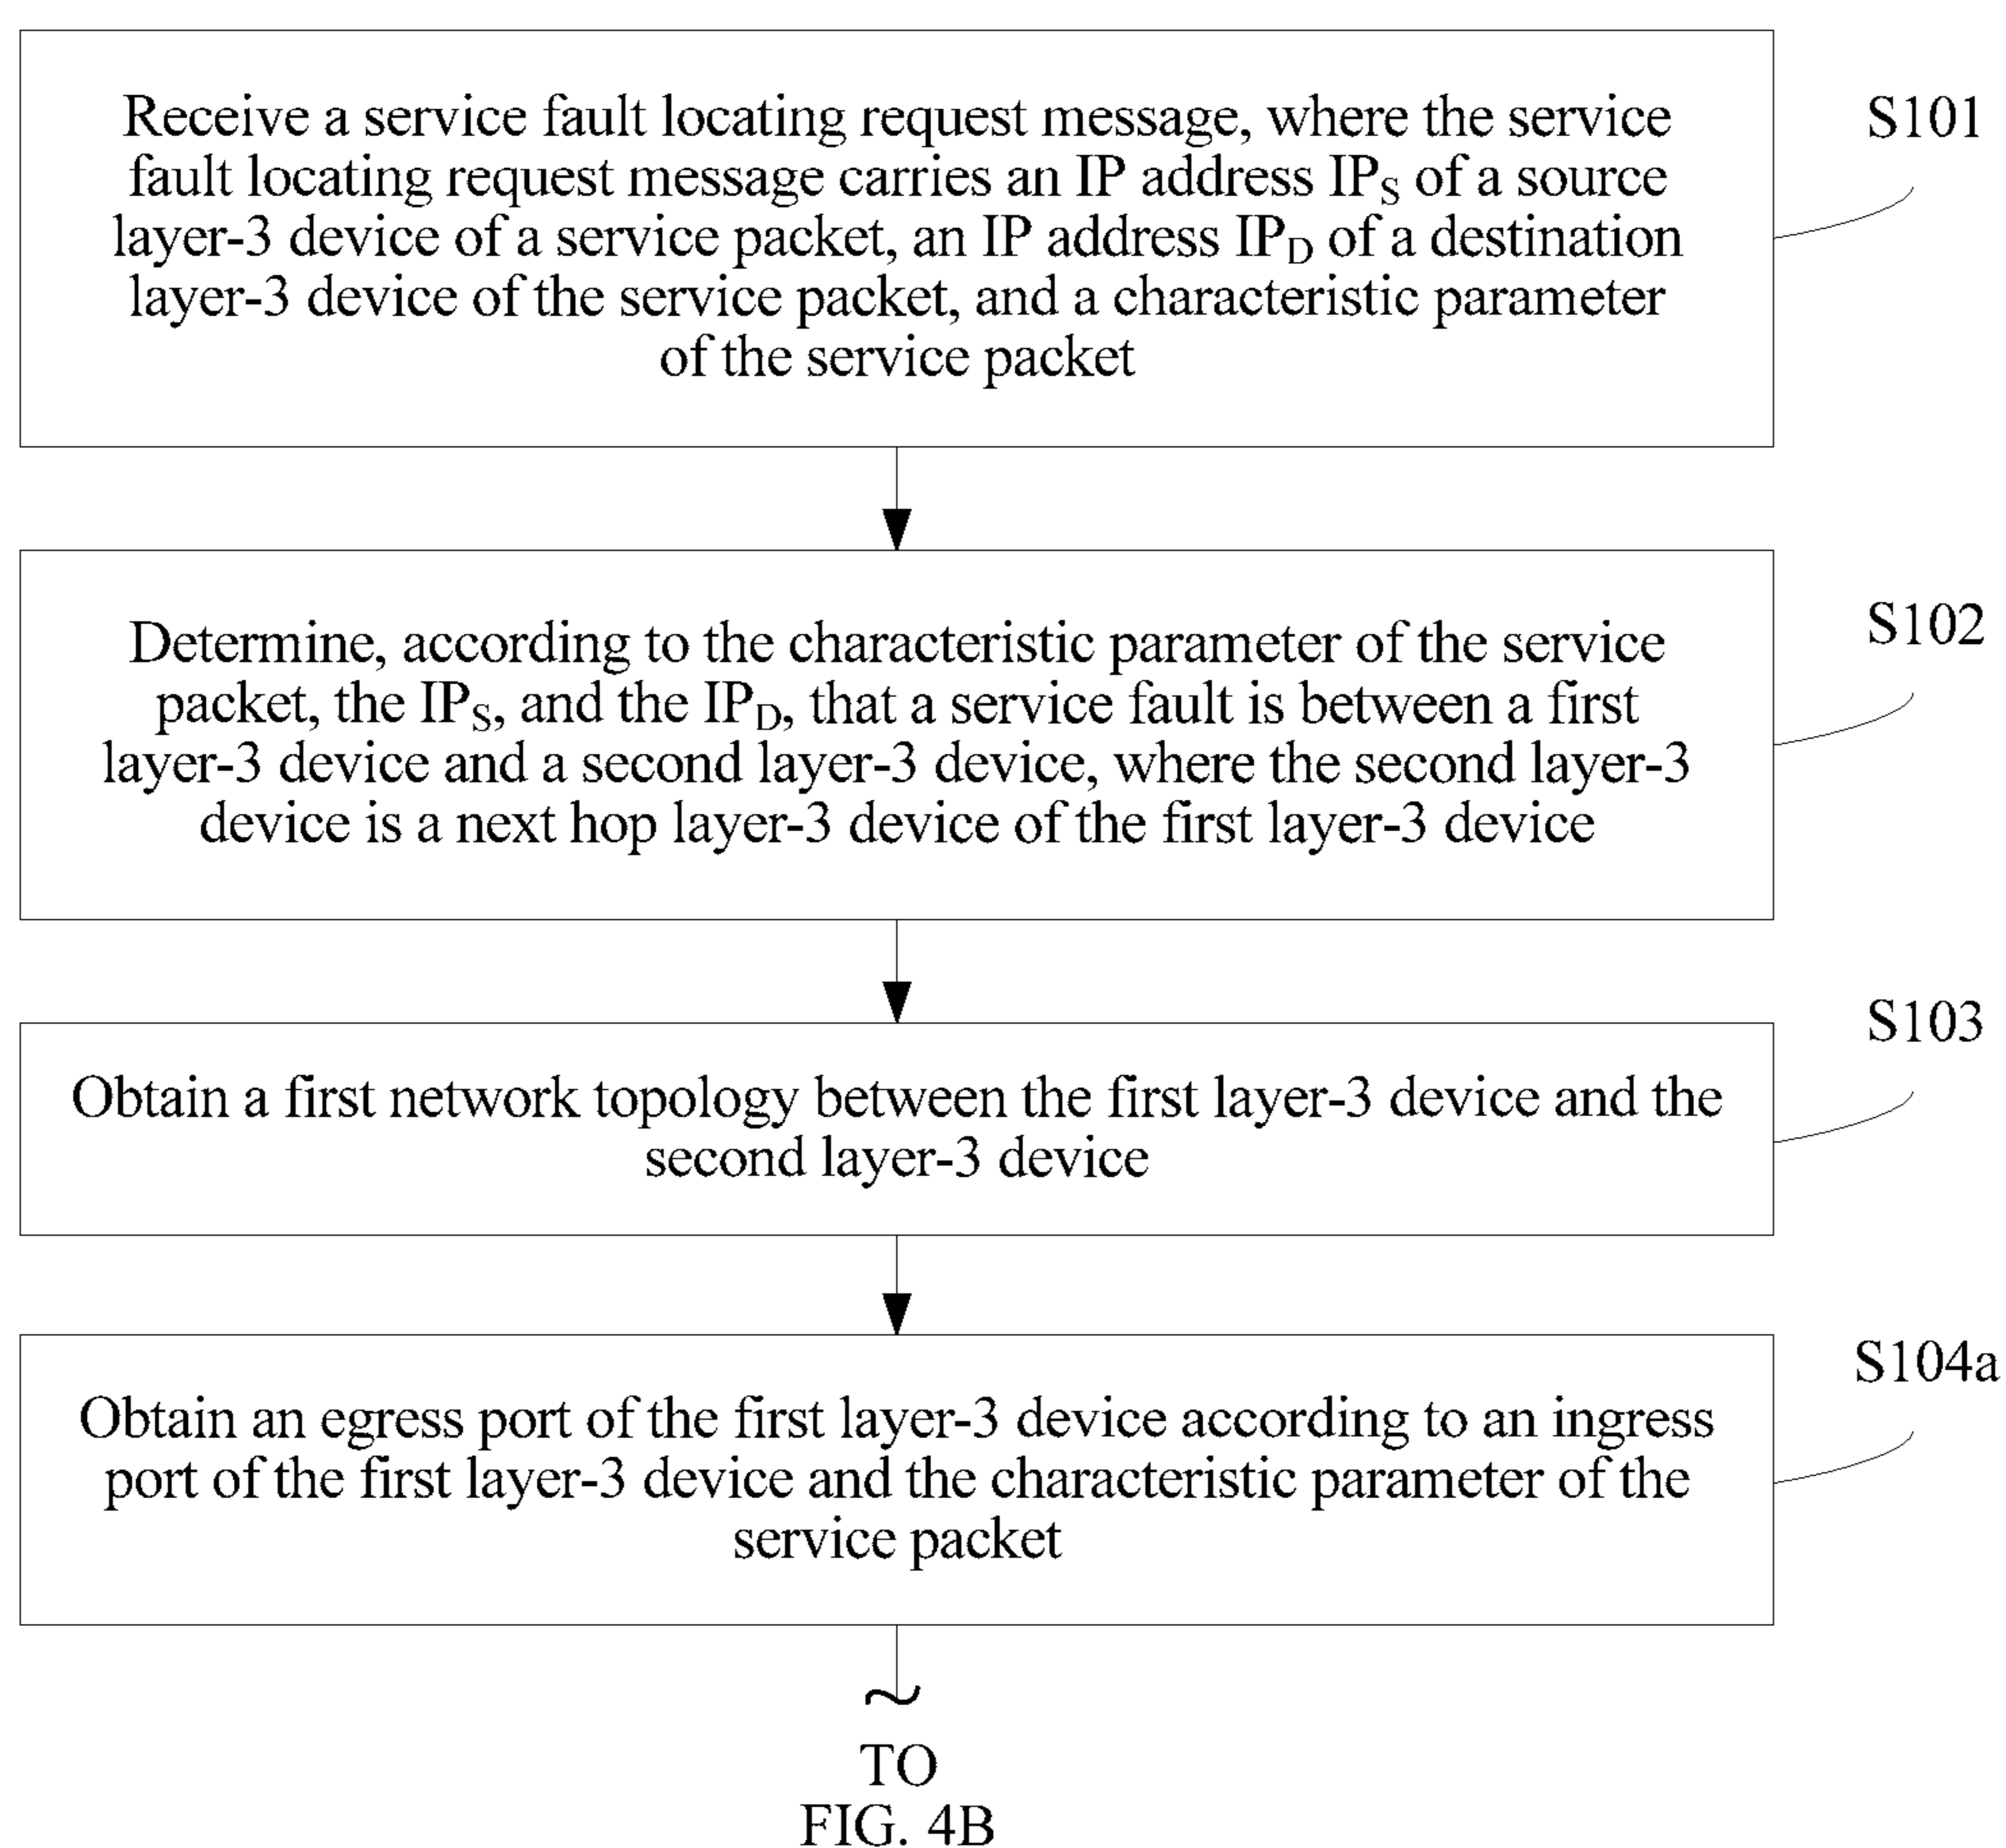 Receive a service fault locating request message, where the service
fault locating request message carries an IP address IPS of a source
layer-3 device of a service packet, an IP address IPD of a destination
layer-3 device of the service packet, and a characteristic parameter
of the service packet
S101
Determine, according to the characteristic parameter of the service
packet, the IPS, and the IPD, that a service fault is between a first
layer-3 device and a second layer-3 device, where the second layer-3
device is a next hop layer-3 device of the first layer-3 device
S102
Obtain a first network topology between the first layer-3 device and the
second layer-3 device
S103
Obtain an egress port of the first layer-3 device according to an ingress
port of the first layer-3 device and the characteristic parameter of the
service packet
S104a
TO
FIG. 4B